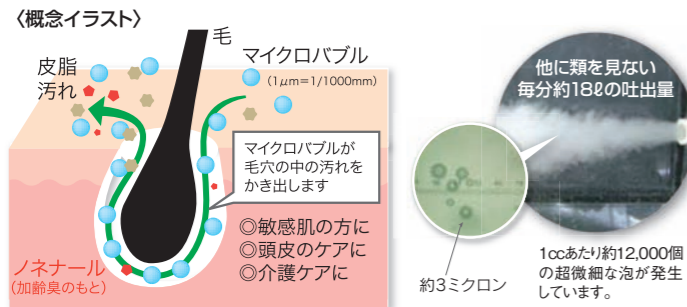 〈概念イラスト〉
毛
皮脂
汚れ
マイクロバブル
(1μm=1/1000mm)
マイクロバブルが
毛穴の中の汚れを
かき出します
◎敏感肌の方に
◎頭皮のケアに
◎介護ケアに
ノネナール
(加齢臭のもと)
他に類を見ない
毎分約18ℓの吐出量
約3ミクロン
1ccあたり約12,000個
の超微細な泡が発生
しています。